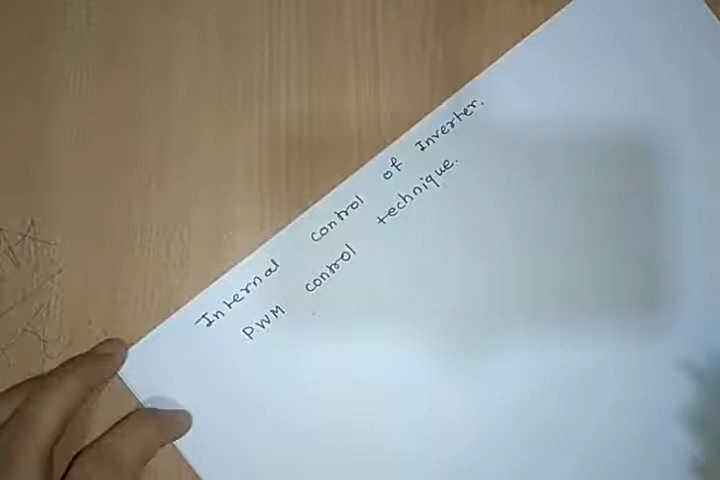 Internal control of Inverter.
PWM control technique.